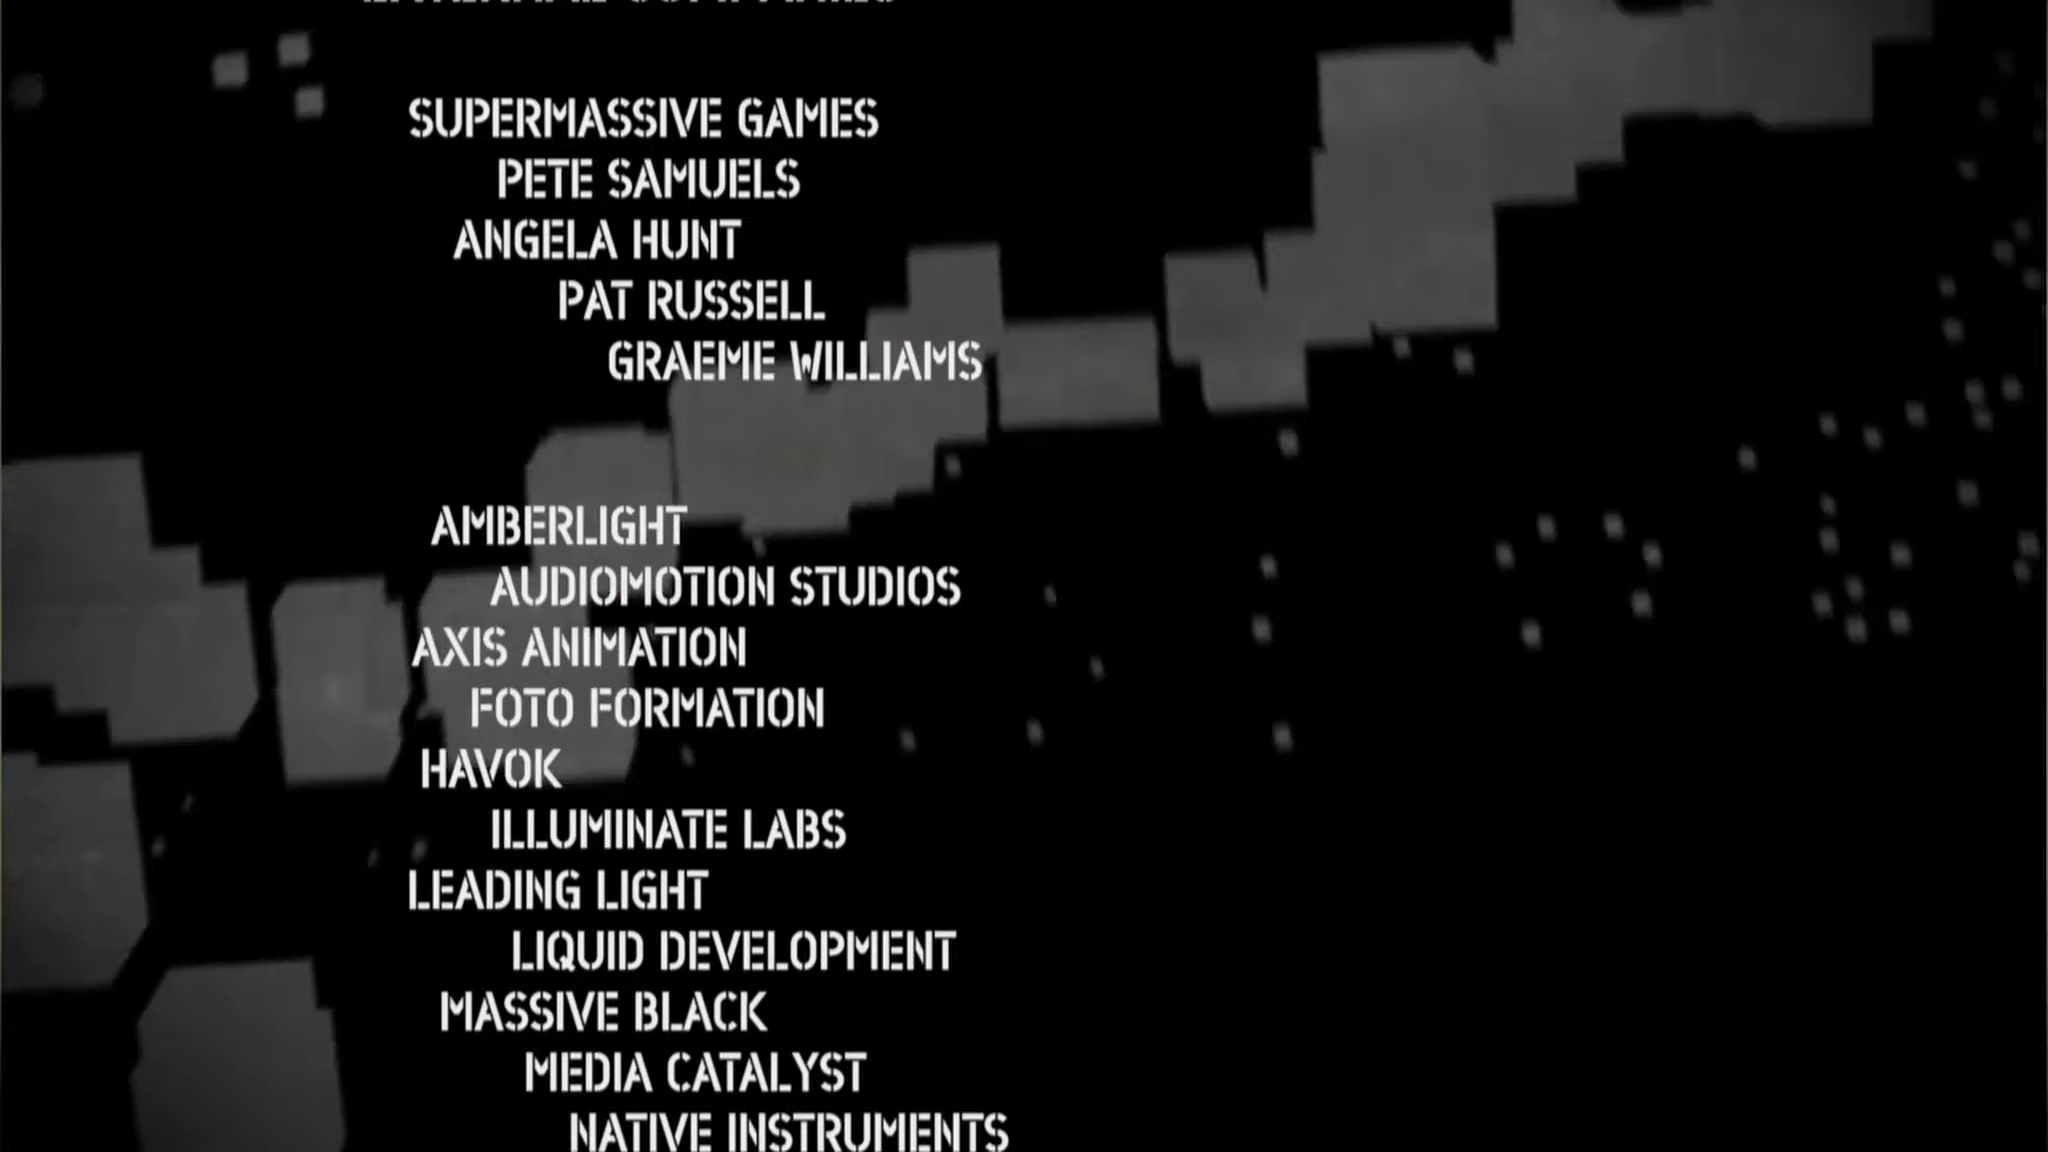 SUPERMASSIVE GAMES
PETE SAMUELS
ANGELA HUNT
PAT RUSSELL
GRAEME WILLIAMS
AMBERLIGHT
AUDIOMOTION STUDIOS
AXIS ANIMATION
FOTO FORMATION
HAVOK
ILLUMINATE LABS
LEADING LIGHT
LIQUID DEVELOPMENT
MASSIVE BLACK
MEDIA CATALYST
NATIVE INSTRUMENTS